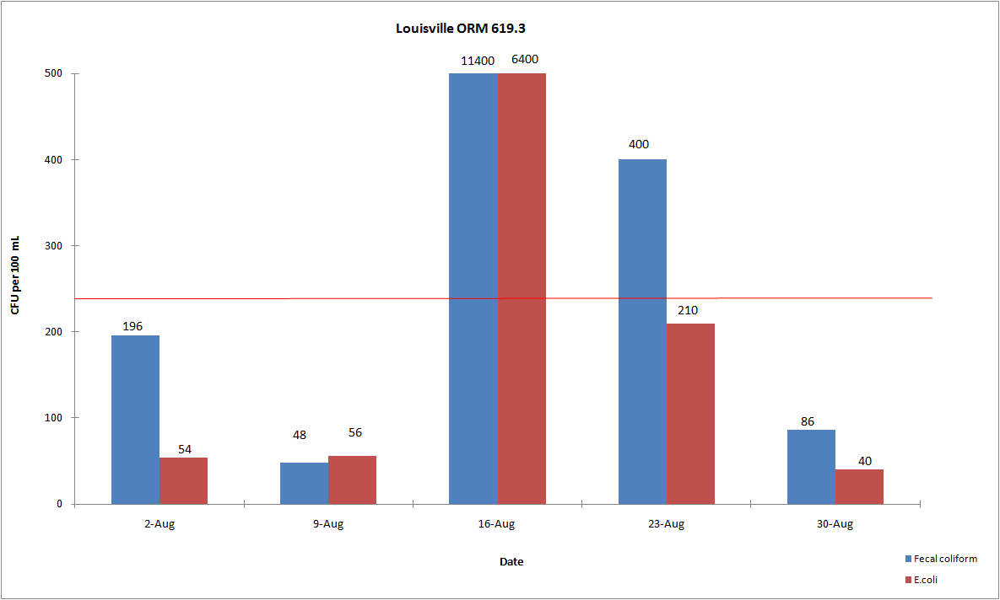 Louisville ORM 619.3
CFU per 100 mL
500
400
300
200
100
0
196
54
48
56
11400
6400
400
210
86
40
2-Aug
9-Aug
16-Aug
23-Aug
30-Aug
Date
Fecal coliform
E.coli